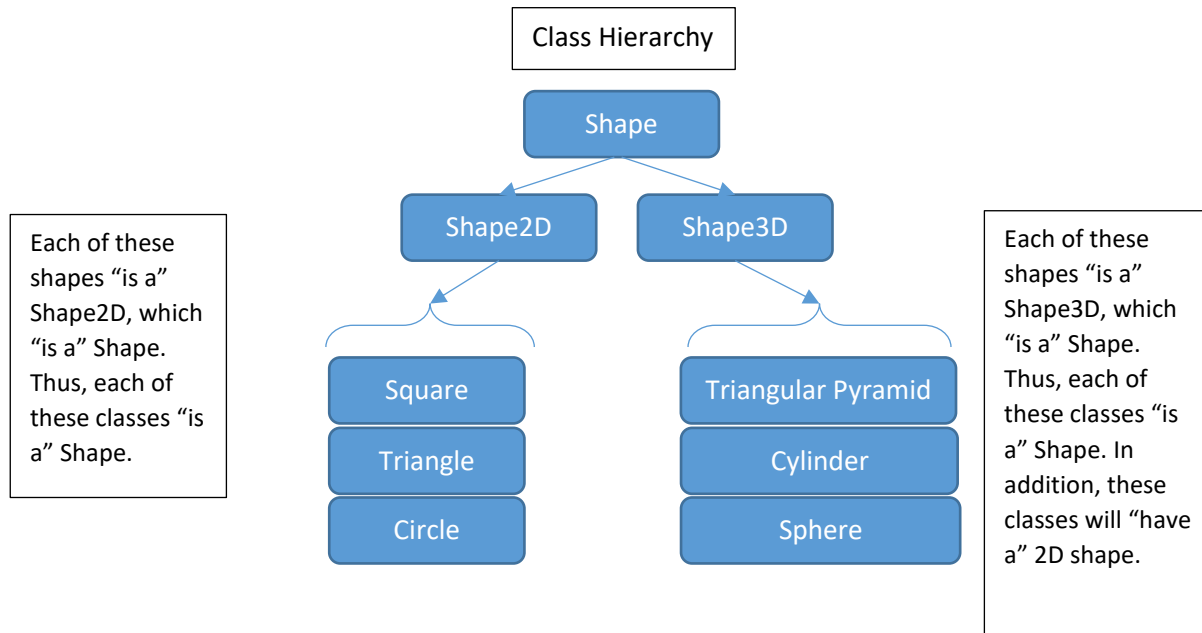 Class Hierarchy
Shape
Shape2D
Shape3D
Each of these
shapes “is a”
Shape2D, which
“is a” Shape.
Thus, each of
these classes “is
a” Shape.
Square
Triangle
Circle
Triangular Pyramid
Cylinder
Sphere
Each of these
shapes “is a”
Shape3D, which
“is a” Shape.
Thus, each of
these classes “is
a” Shape. In
addition, these
classes will “have
a” 2D shape.